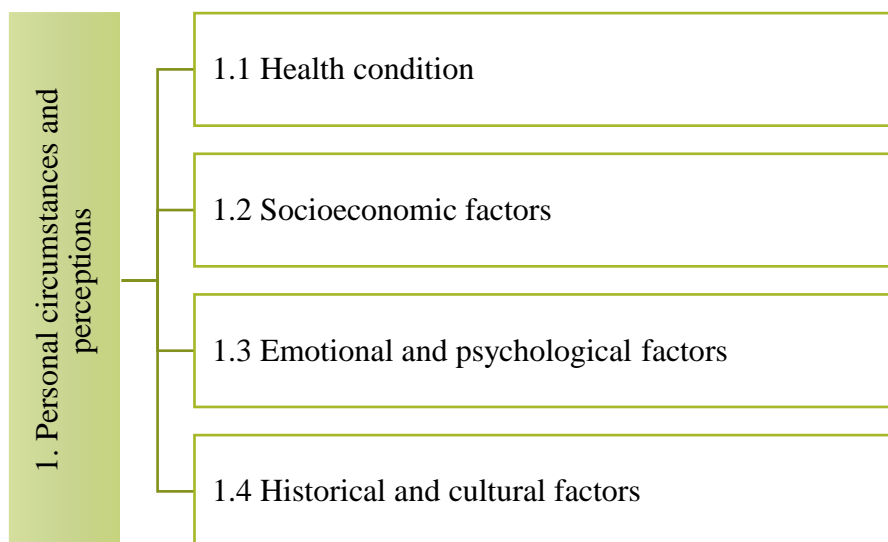 1. Personal circumstances and
perceptions
1.1 Health condition
1.2 Socioeconomic factors
1.3 Emotional and psychological factors
1.4 Historical and cultural factors